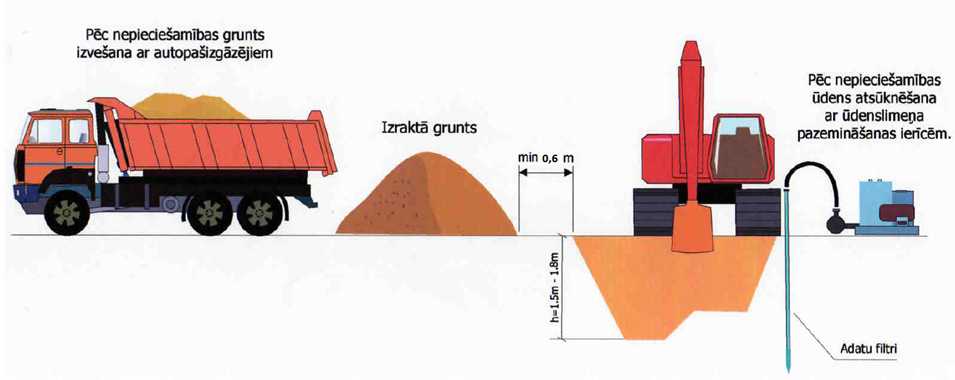 Pēc nepieciešamības grunts
izvešana ar autopašizgāzējiem
Izraktā grunts
min 0,6 m
Pēc nepieciešamības
ūdens atsūknēšana
ar ūdenslīmeņa
pazemināšanas ierīcēm.
h=1.5m - 1.8m
Adatu filtri